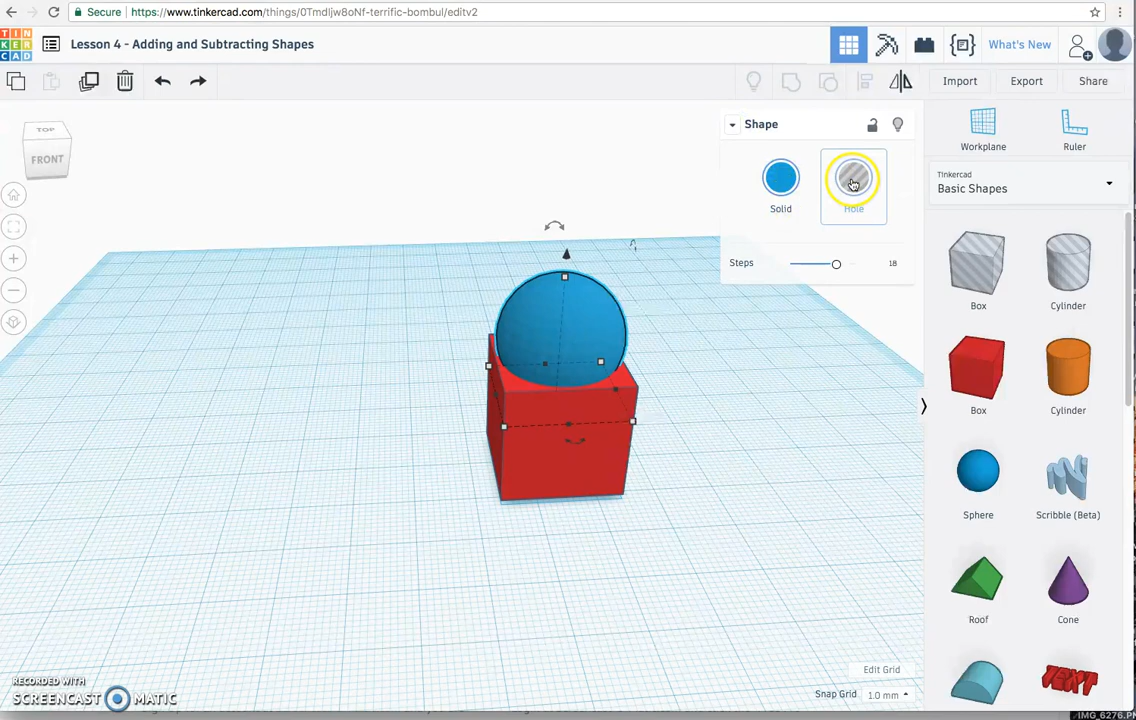 Secure
https://www.tinkercad.com/things/0Tmdljw8oNf-terrific-bombul/editv2
TIN
KER
CAD
Lesson 4 - Adding and Subtracting Shapes
What's New
Import
Export
Share
TOP
FRONT
Shape
Solid
Hole
Steps
18
Workplane
Ruler
Tinkercad
Basic Shapes
Box
Cylinder
Box
Cylinder
Sphere
Scribble (Beta)
Roof
Cone
TEXT
Edit Grid
Snap Grid
1.0 mm
RECORDED WITH
SCREENCAST MATIC
IMG_6276.P